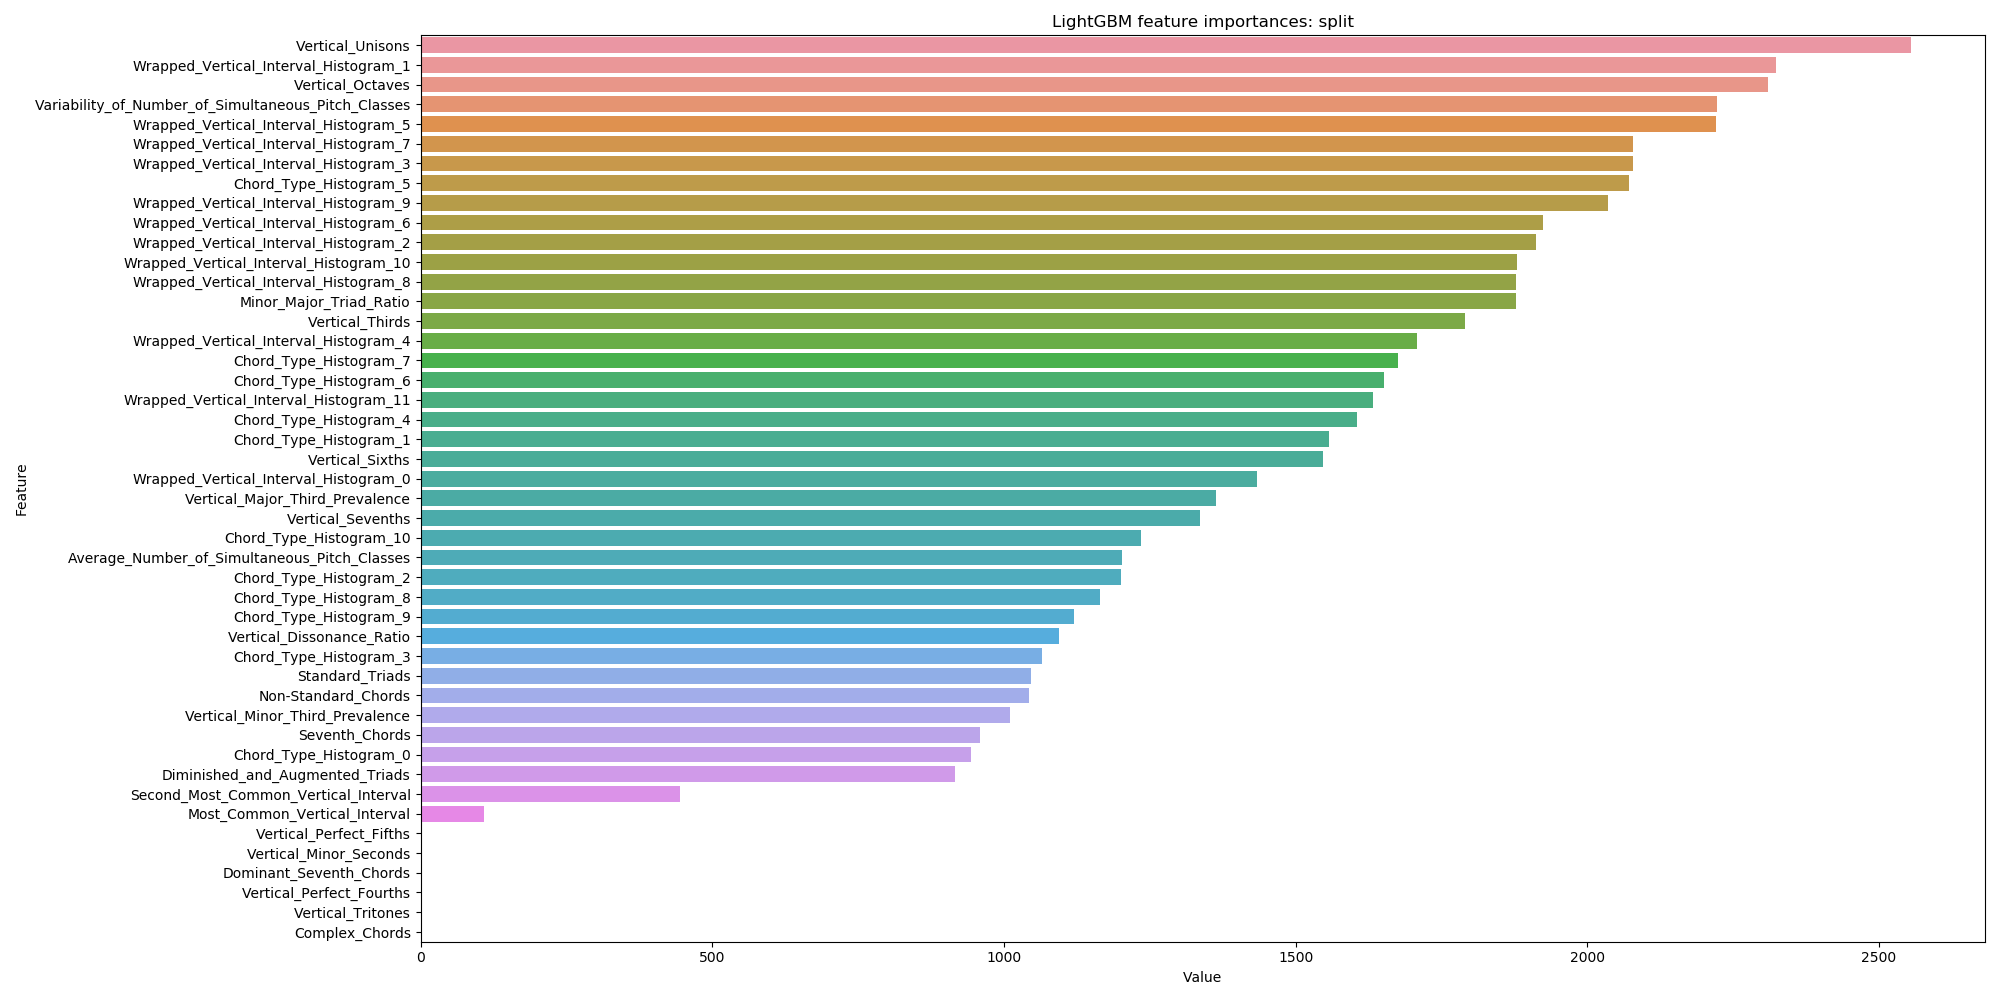 LightGBM feature importances: split
Vertical_Unisons
Wrapped_Vertical_Interval_Histogram_1
Vertical_Octaves
Variability_of_Number_of_Simultaneous_Pitch_Classes
Wrapped_Vertical_Interval_Histogram_5
Wrapped_Vertical_Interval_Histogram_7
Wrapped_Vertical_Interval_Histogram_3
Chord_Type_Histogram_5
Wrapped_Vertical_Interval_Histogram_9
Wrapped_Vertical_Interval_Histogram_6
Wrapped_Vertical_Interval_Histogram_2
Wrapped_Vertical_Interval_Histogram_10
Wrapped_Vertical_Interval_Histogram_8
Minor_Major_Triad_Ratio
Vertical_Thirds
Wrapped_Vertical_Interval_Histogram_4
Chord_Type_Histogram_7
Chord_Type_Histogram_6
Wrapped_Vertical_Interval_Histogram_11
Chord_Type_Histogram_4
Chord_Type_Histogram_1
Vertical_Sixths
Wrapped_Vertical_Interval_Histogram_0
Vertical_Major_Third_Prevalence
Vertical_Sevenths
Chord_Type_Histogram_10
Average_Number_of_Simultaneous_Pitch_Classes
Chord_Type_Histogram_2
Chord_Type_Histogram_8
Chord_Type_Histogram_9
Vertical_Dissonance_Ratio
Chord_Type_Histogram_3
Standard_Triads
Non-Standard_Chords
Vertical_Minor_Third_Prevalence
Seventh_Chords
Chord_Type_Histogram_0
Diminished_and_Augmented_Triads
Second_Most_Common_Vertical_Interval
Most_Common_Vertical_Interval
Vertical_Perfect_Fifths
Vertical_Minor_Seconds
Dominant_Seventh_Chords
Vertical_Perfect_Fourths
Vertical_Tritones
Complex_Chords
Feature
0 500 1000 1500 2000 2500
Value